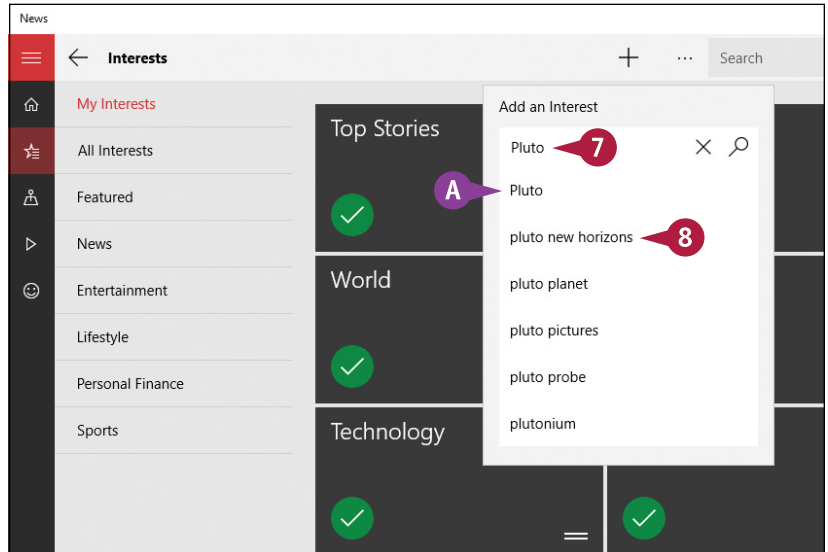 News
Interests
Search
My Interests
All Interests
Featured
News
Entertainment
Lifestyle
Personal Finance
Sports
Top Stories
World
Technology
Add an Interest
Pluto 7
A Pluto
pluto new horizons 8
pluto planet
pluto pictures
pluto probe
plutonium